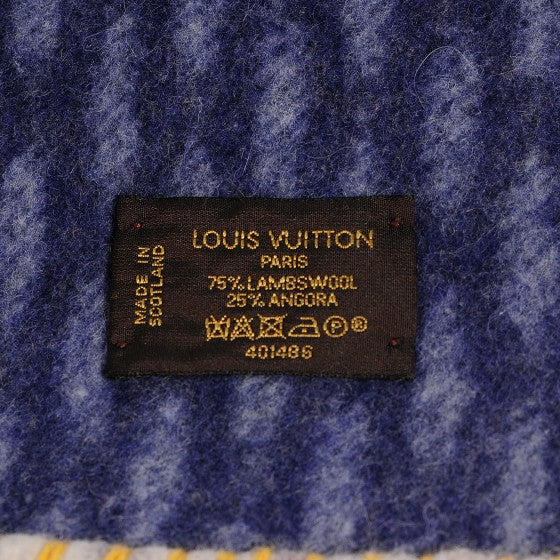 LOUIS VUITTON
PARIS
75% LAMBSWOOL
25% ANGORA
401486
MADE IN
SCOTLAND